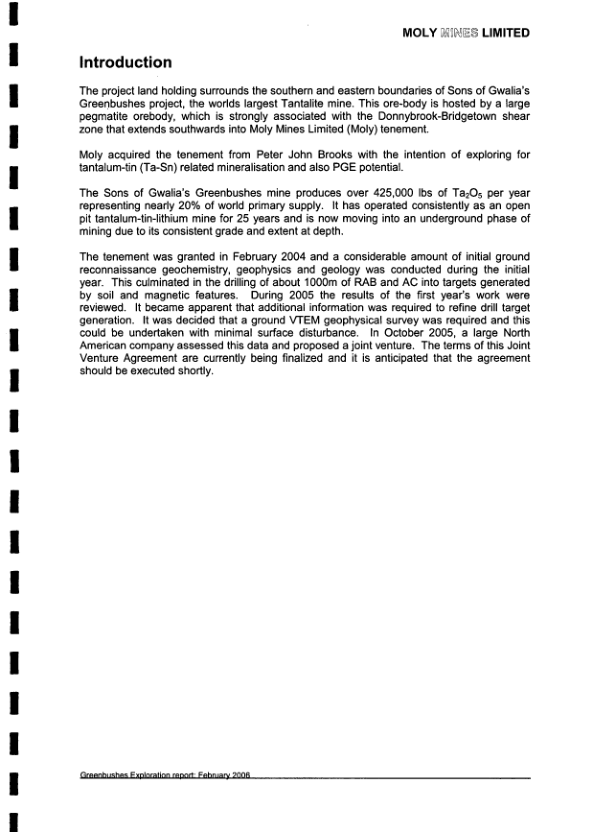 MOLY MINES LIMITED
Introduction
The project land holding surrounds the southern and eastern boundaries of Sons of Gwalia's
Greenbushes project, the worlds largest Tantalite mine. This ore-body is hosted by a large
pegmatite orebody, which is strongly associated with the Donnybrook-Bridgetown shear
zone that extends southwards into Moly Mines Limited (Moly) tenement.
Moly acquired the tenement from Peter John Brooks with the intention of exploring for
tantalum-tin (Ta-Sn) related mineralisation and also PGE potential.
The Sons of Gwalia's Greenbushes mine produces over 425,000 lbs of Ta₂O₅ per year
representing nearly 20% of world primary supply. It has operated consistently as an open
pit tantalum-tin-lithium mine for 25 years and is now moving into an underground phase of
mining due to its consistent grade and extent at depth.
The tenement was granted in February 2004 and a considerable amount of initial ground
reconnaissance geochemistry, geophysics and geology was conducted during the initial
year. This culminated in the drilling of about 1000m of RAB and AC into targets generated
by soil and magnetic features. During 2005 the results of the first year's work were
reviewed. It became apparent that additional information was required to refine drill target
generation. It was decided that a ground VTEM geophysical survey was required and this
could be undertaken with minimal surface disturbance. In October 2005, a large North
American company assessed this data and proposed a joint venture. The terms of this Joint
Venture Agreement are currently being finalized and it is anticipated that the agreement
should be executed shortly.
Greenbushes Exploration report: February 2006